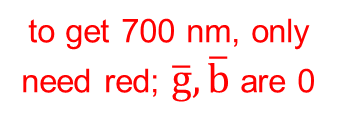 to get 700 nm, only
need red; g̅, b̅ are 0